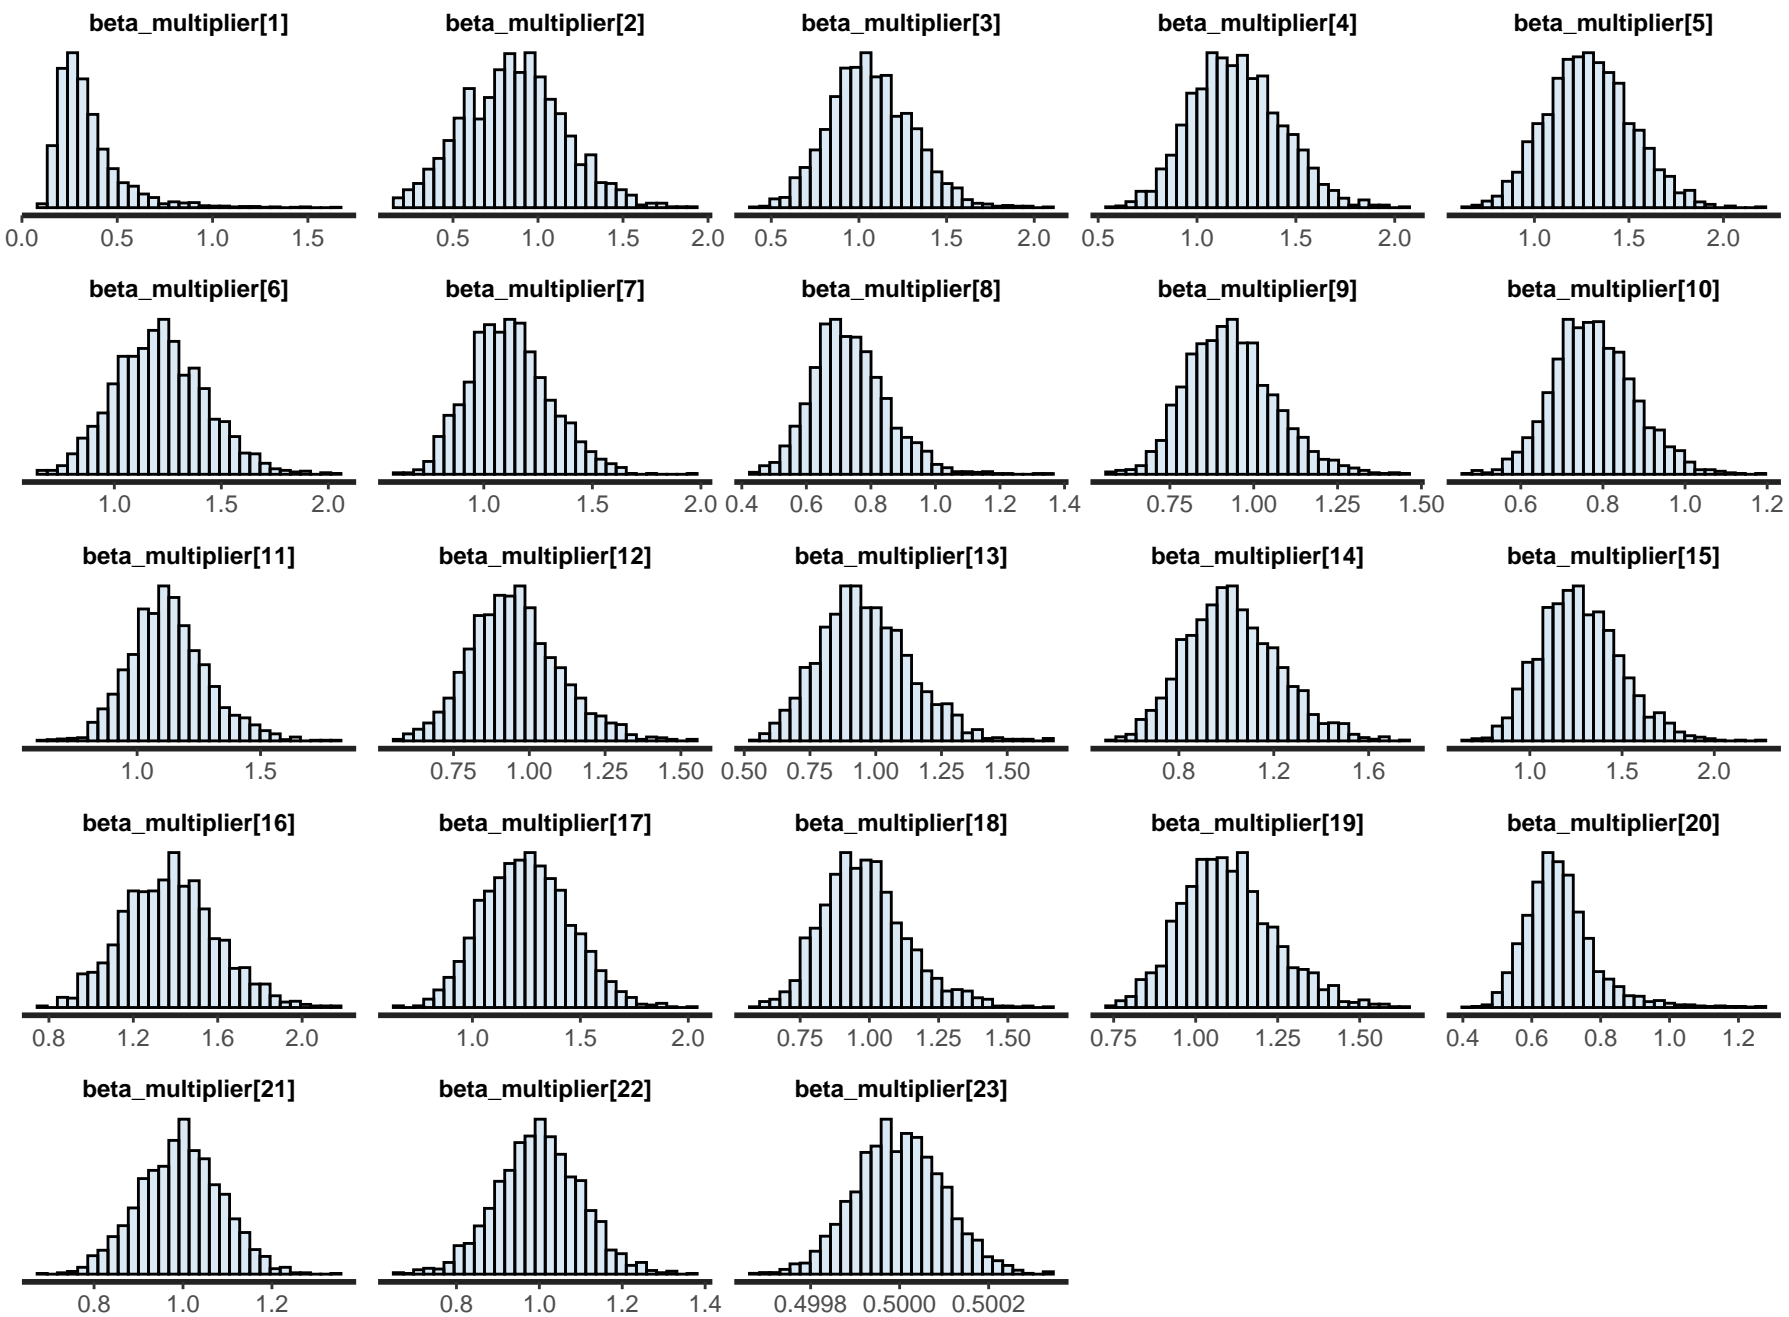 beta_multiplier[1] beta_multiplier[2] beta_multiplier[3] beta_multiplier[4] beta_multiplier[5]
0.0 0.5 1.0 1.5 0.5 1.0 1.5 2.0 0.5 1.0 1.5 2.0 0.5 1.0 1.5 2.0 1.0 1.5 2.0
beta_multiplier[6] beta_multiplier[7] beta_multiplier[8] beta_multiplier[9] beta_multiplier[10]
1.0 1.5 2.0 1.0 1.5 2.0 0.4 0.6 0.8 1.0 1.2 1.4 0.75 1.00 1.25 1.50 0.6 0.8 1.0 1.2
beta_multiplier[11] beta_multiplier[12] beta_multiplier[13] beta_multiplier[14] beta_multiplier[15]
1.0 1.5 0.75 1.00 1.25 1.50 0.50 0.75 1.00 1.25 1.50 0.8 1.2 1.6 1.0 1.5 2.0
beta_multiplier[16] beta_multiplier[17] beta_multiplier[18] beta_multiplier[19] beta_multiplier[20]
0.8 1.2 1.6 2.0 1.0 1.5 2.0 0.75 1.00 1.25 1.50 0.75 1.00 1.25 1.50 0.4 0.6 0.8 1.0 1.2
beta_multiplier[21] beta_multiplier[22] beta_multiplier[23]
0.8 1.0 1.2 0.8 1.0 1.2 1.4 0.4998 0.5000 0.5002